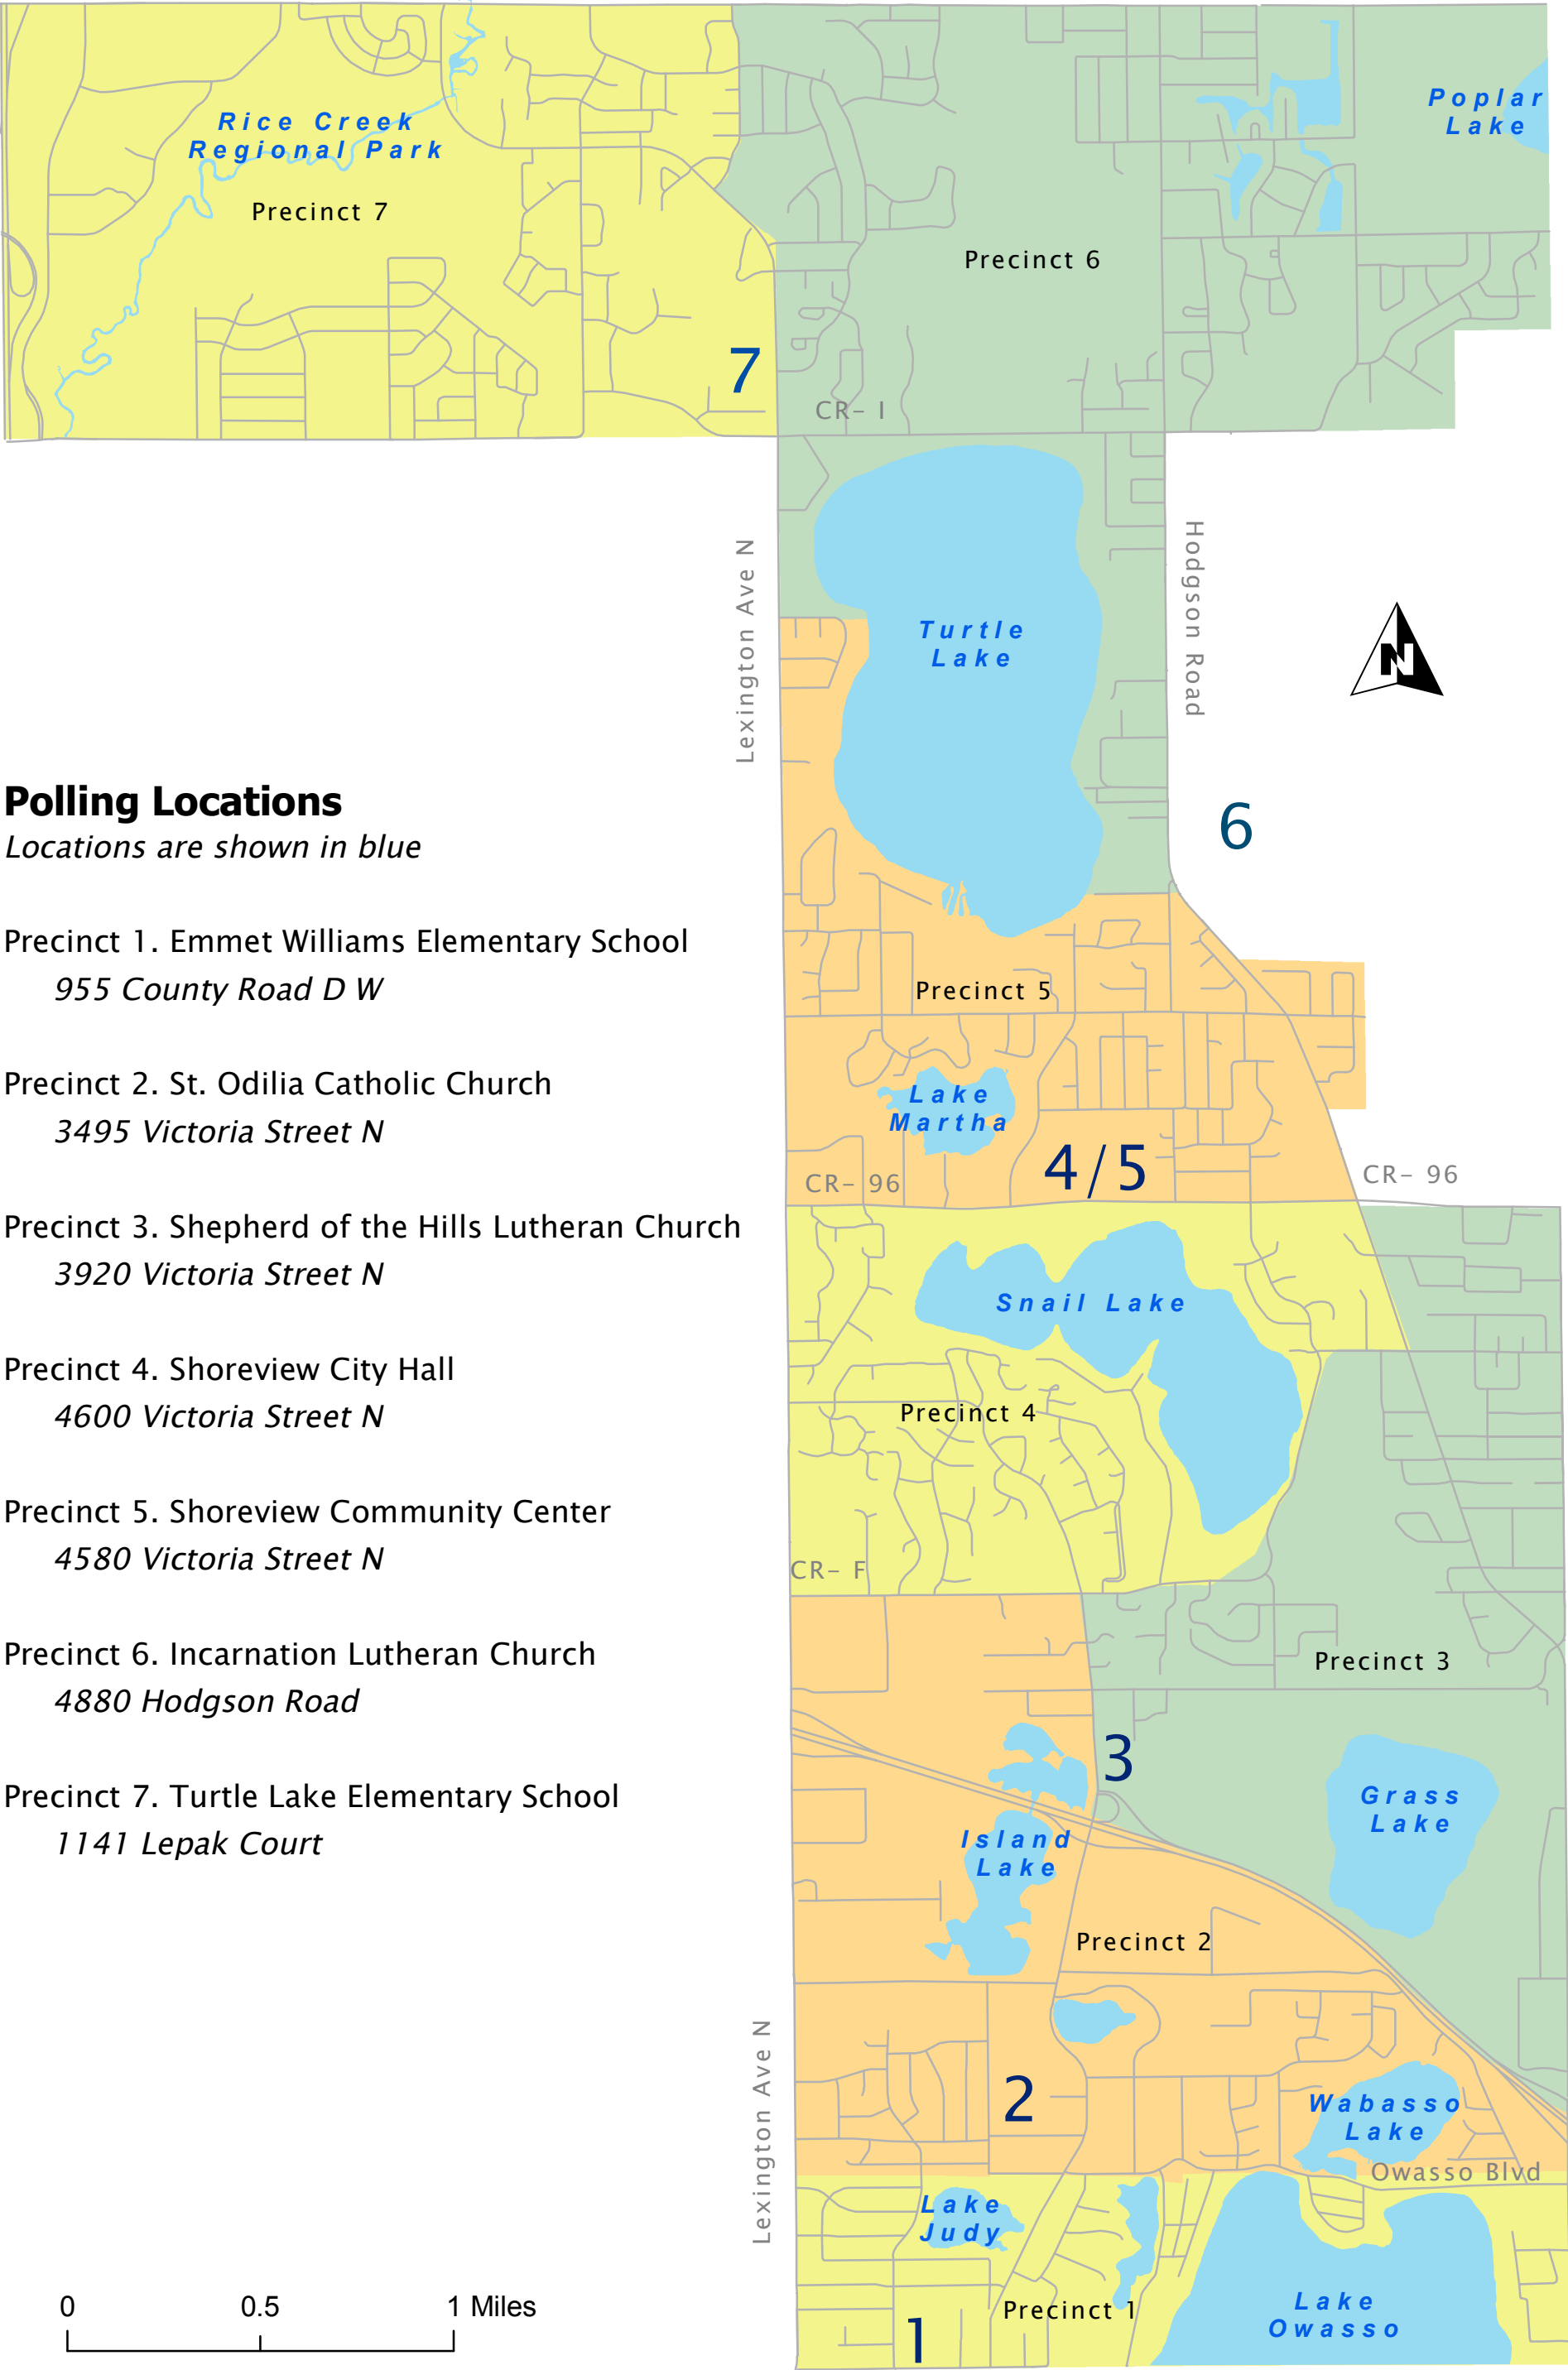 Rice Creek
Regional Park
Precinct 7
Poplar
Lake
Precinct 6
7
CR- I
Lexington Ave N
Hodgson Road
Turtle
Lake
N
6
Polling Locations
Locations are shown in blue
Precinct 1. Emmet Williams Elementary School
955 County Road D W
Precinct 2. St. Odilia Catholic Church
3495 Victoria Street N
Precinct 3. Shepherd of the Hills Lutheran Church
3920 Victoria Street N
Precinct 4. Shoreview City Hall
4600 Victoria Street N
Precinct 5. Shoreview Community Center
4580 Victoria Street N
Precinct 6. Incarnation Lutheran Church
4880 Hodgson Road
Precinct 7. Turtle Lake Elementary School
1141 Lepak Court
Precinct 5
Lake
Martha
4/5
CR- 96
CR- 96
Snail Lake
Precinct 4
CR- F
Precinct 3
3
Grass
Lake
Island
Lake
Precinct 2
Lexington Ave N
2
Wabasso
Lake
Owasso Blvd
Lake
Judy
Precinct 1
1
Lake
Owasso
0 0.5 1 Miles